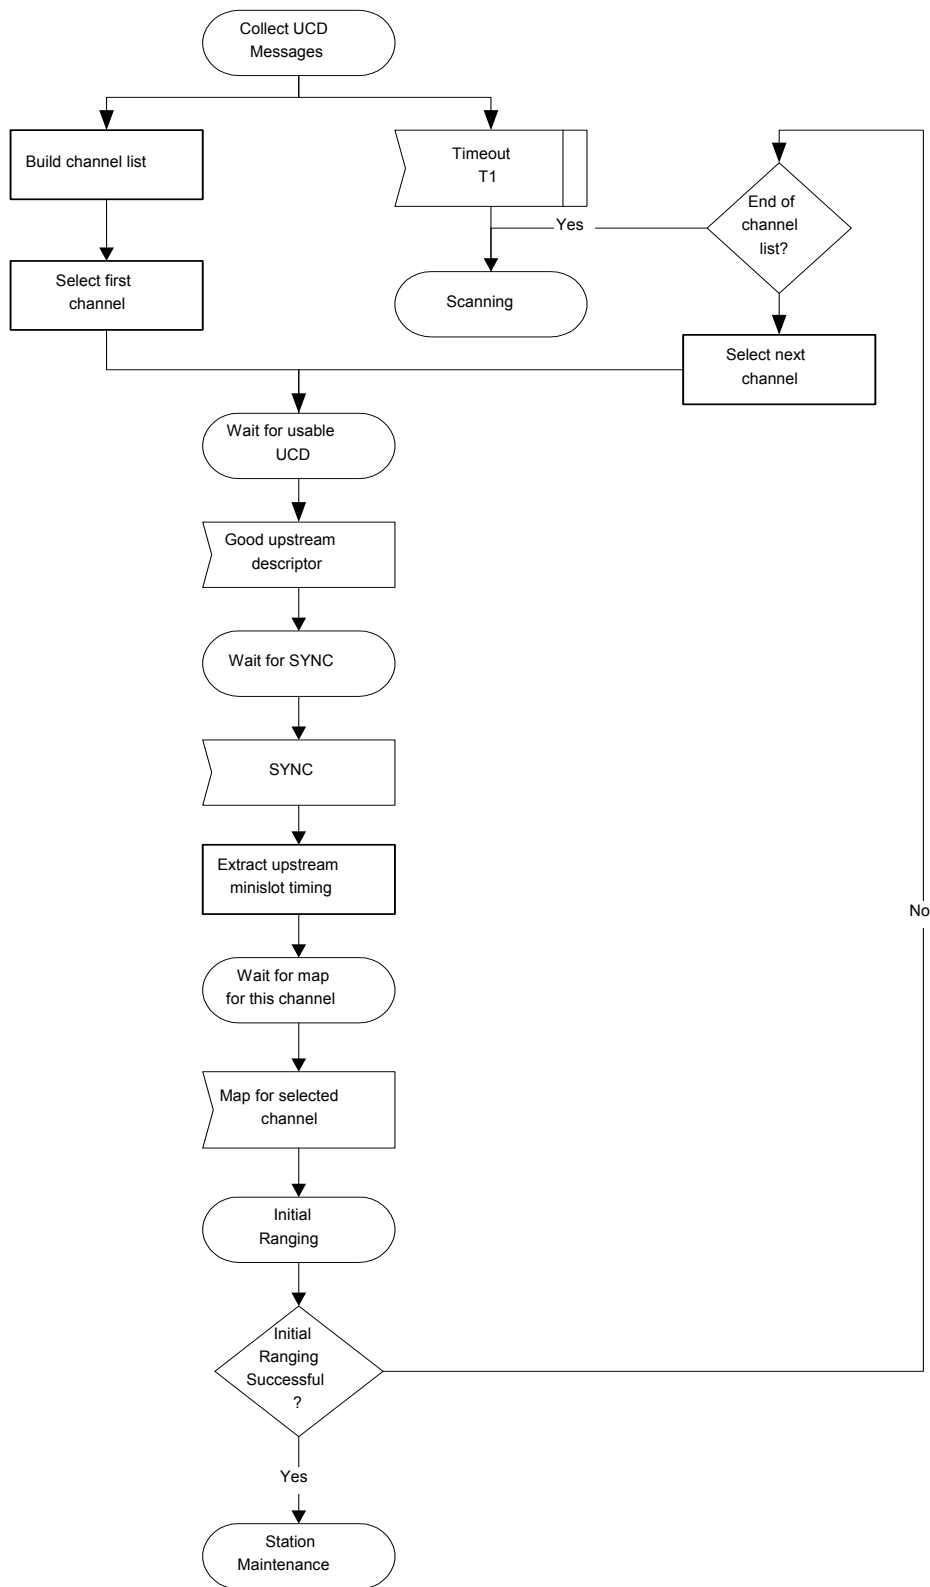 Collect UCD
Messages
Build channel list
Timeout
T1
End of
channel
list?
Yes
Select first
channel
Scanning
Select next
channel
Wait for usable
UCD
Good upstream
descriptor
Wait for SYNC
SYNC
Extract upstream
minislot timing
No
Wait for map
for this channel
Map for selected
channel
Initial
Ranging
Initial
Ranging
Successful
?
Yes
Station
Maintenance